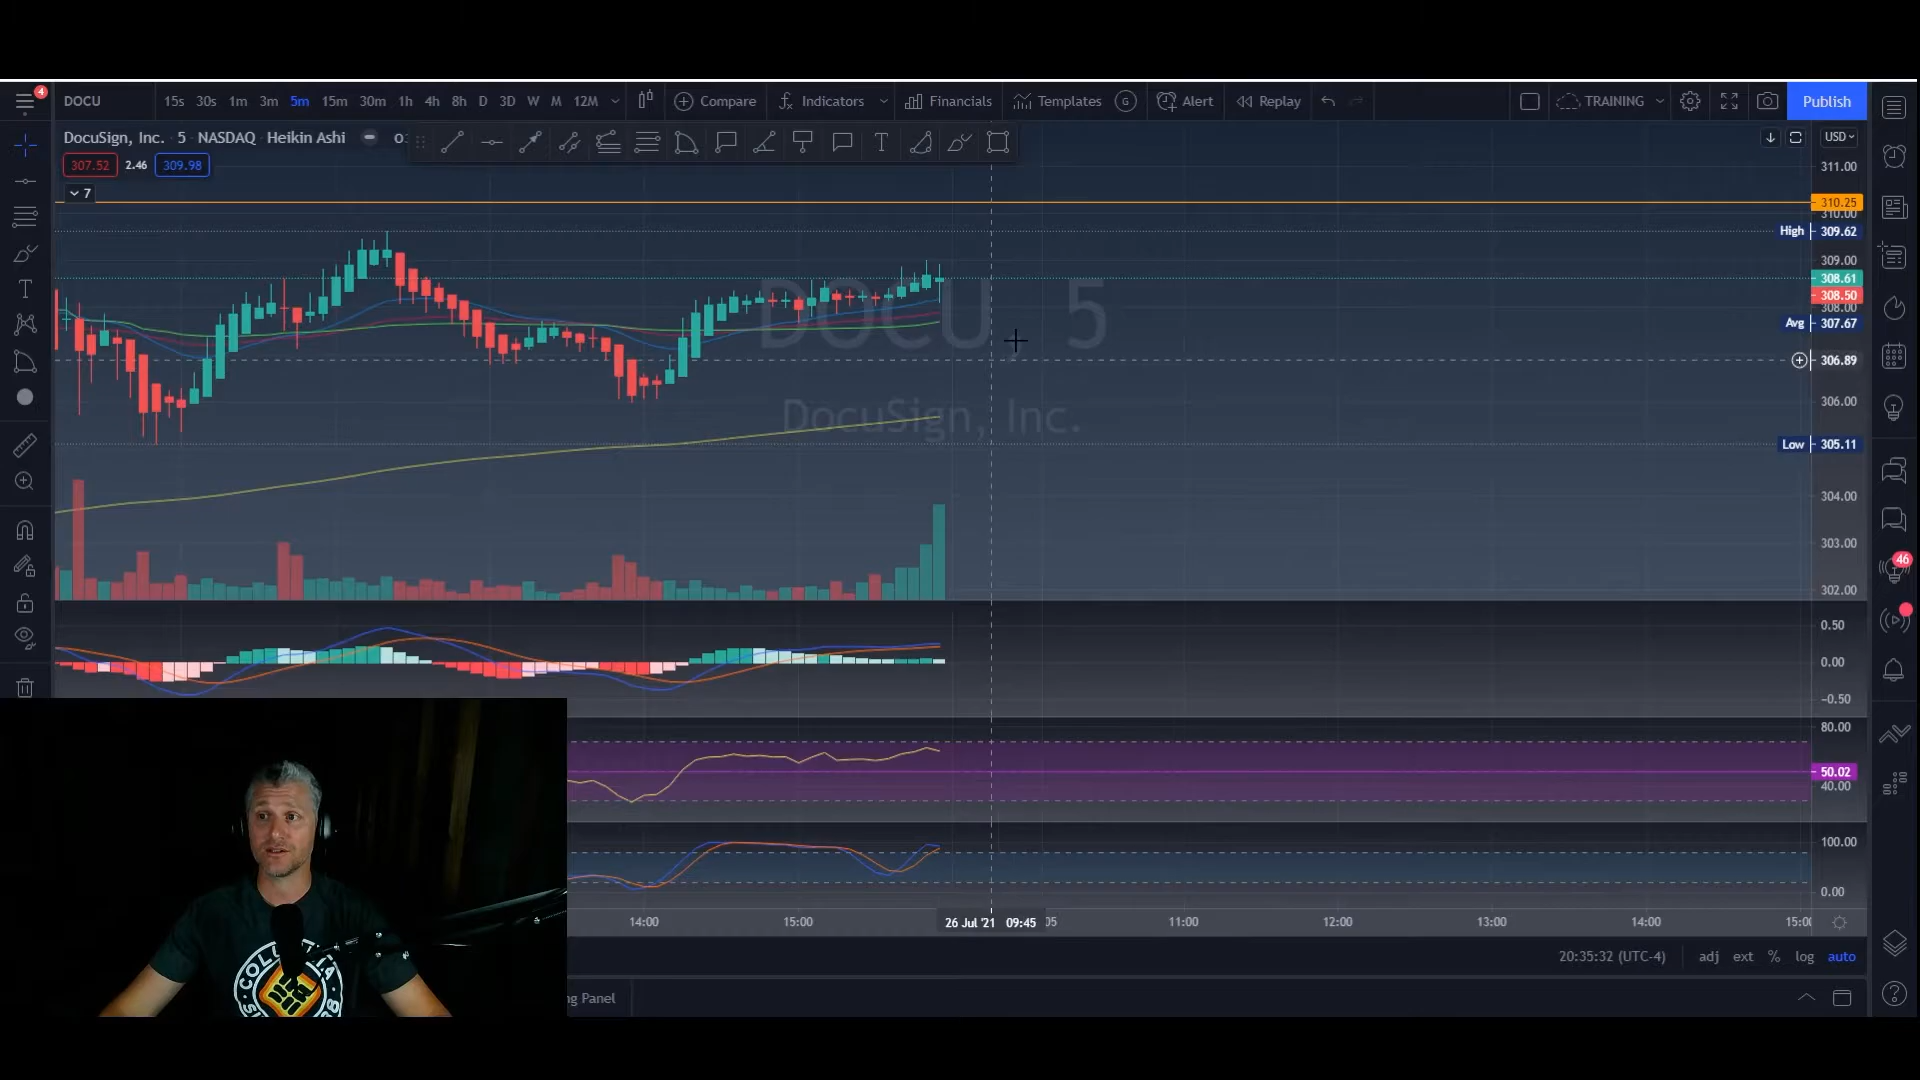 4
DOCU 15s 30s 1m 3m 5m 15m 30m 1h 4h 8h D 3D W M 12M Compare Indicators Financials Templates G Alert Replay TRAINING Publish
DocuSign, Inc. · 5 · NASDAQ · Heikin Ashi
T
USD
307.52 2.46 309.98
7
311.00
310.25
310.00
High 309.62
309.00
308.61
308.50
308.00
Avg 307.67
306.89
306.00
Low 305.11
304.00
303.00
302.00
DOCU, 5
DocuSign, Inc.
T
46
0.50
0.00
-0.50
80.00
50.02
40.00
100.00
0.00
14:00 15:00 26 Jul '21 09:45 11:00 12:00 13:00 14:00
20:35:32 (UTC-4) adj ext % log auto
Panel